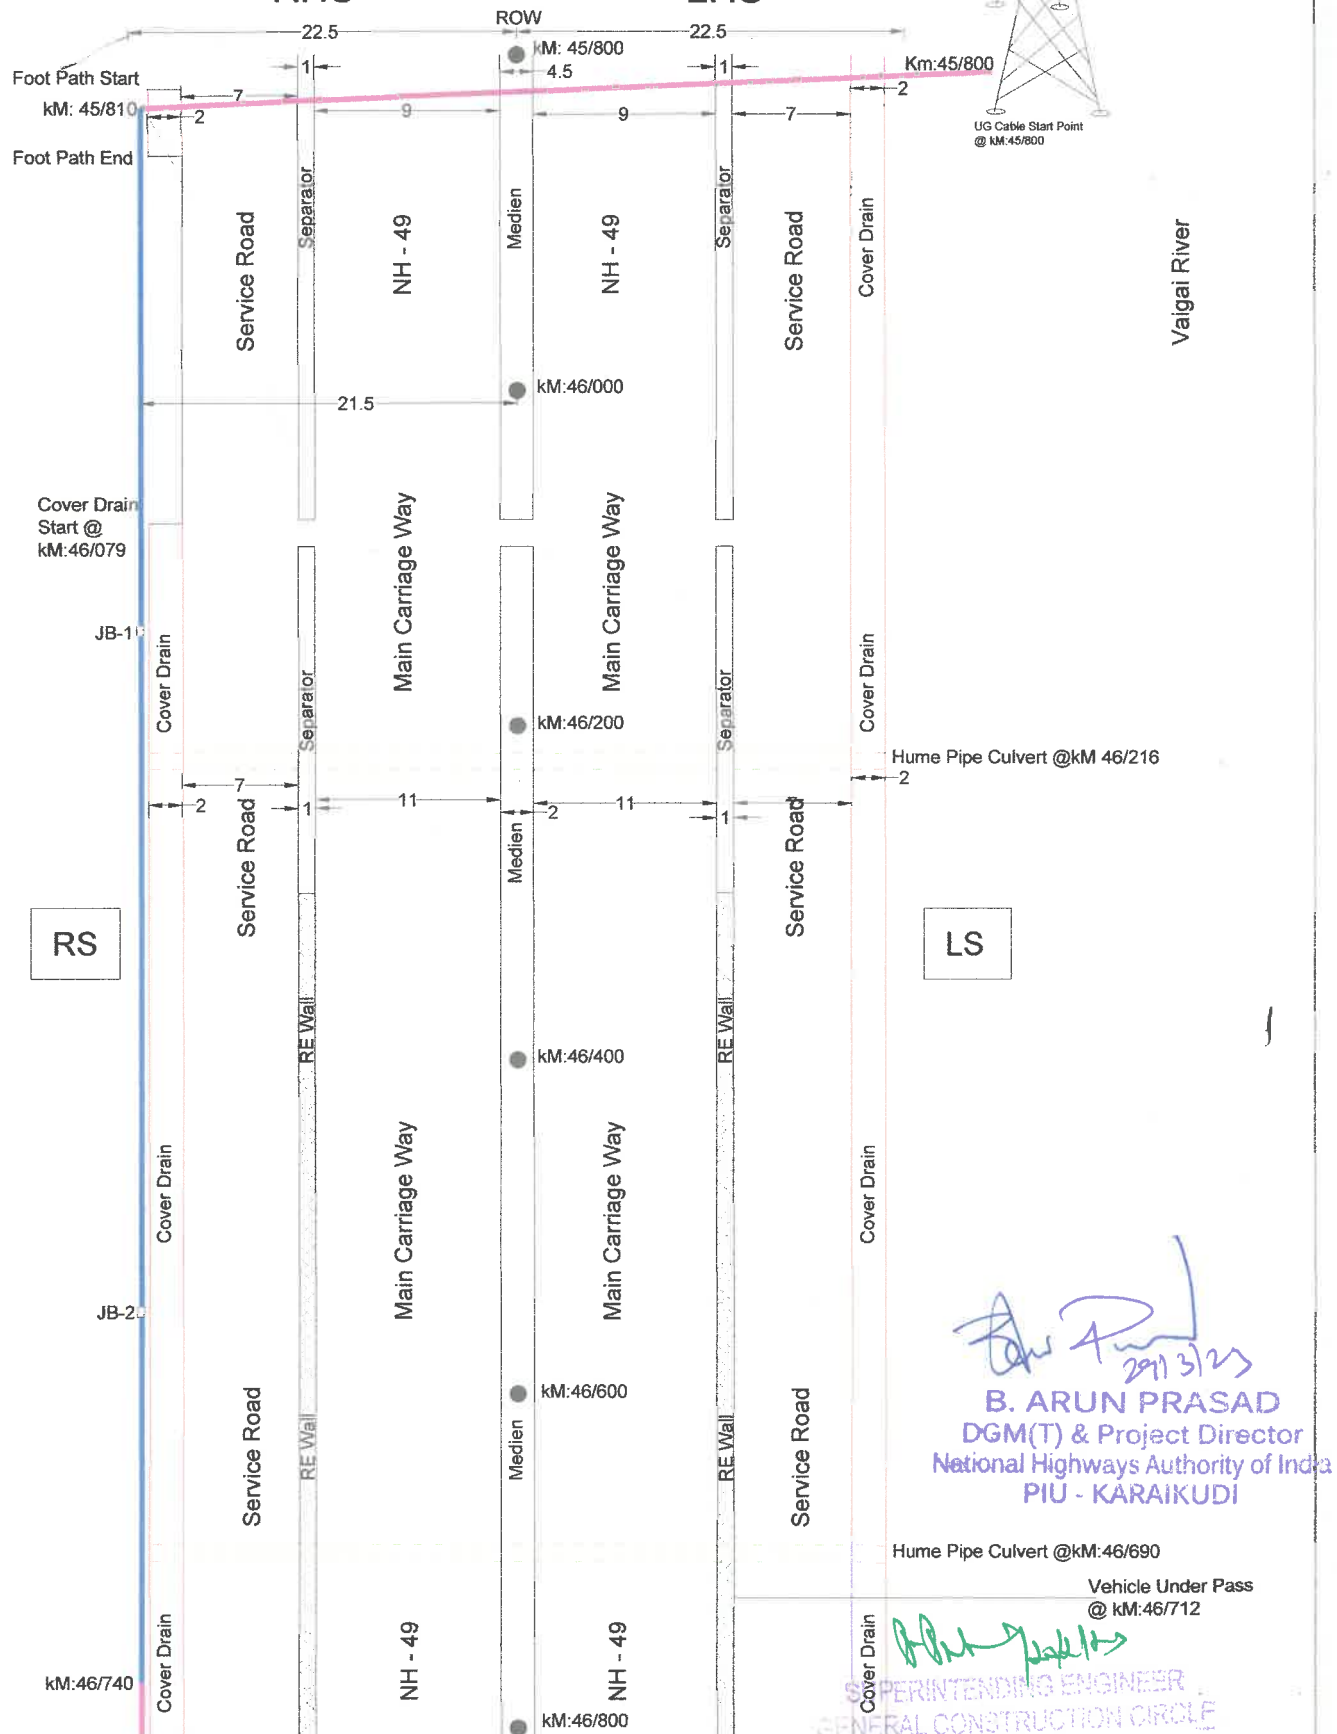 ROW
22.5
22.5
kM: 45/800
1
4.5
1
Km:45/800
Foot Path Start
7
2
kM: 45/810
2
9
9
7
UG Cable Start Point
@ kM:45/800
Foot Path End
Separator
Medien
Separator
Service Road
NH - 49
NH - 49
Service Road
Cover Drain
Vaigai River
kM:46/000
21.5
Cover Drain
Start @
kM:46/079
Main Carriage Way
Main Carriage Way
JB-1
Cover Drain
Separator
Separator
Cover Drain
kM:46/200
Hume Pipe Culvert @kM 46/216
7
2
2
1
11
2
11
1
Service Road
Medien
Service Road
RS
LS
RE Wall
RE Wall
kM:46/400
Cover Drain
Main Carriage Way
Main Carriage Way
Cover Drain
JB-2
29/3/23
kM:46/600
B. ARUN PRASAD
DGM(T) & Project Director
National Highways Authority of India
PIU - KARAIKUDI
Service Road
RE Wall
Medien
RE Wall
Service Road
Hume Pipe Culvert @kM:46/690
Vehicle Under Pass
@ kM:46/712
Cover Drain
NH - 49
NH - 49
Cover Drain
kM:46/740
SUPERINTENDING ENGINEER
GENERAL CONSTRUCTION CIRCLE
kM:46/800